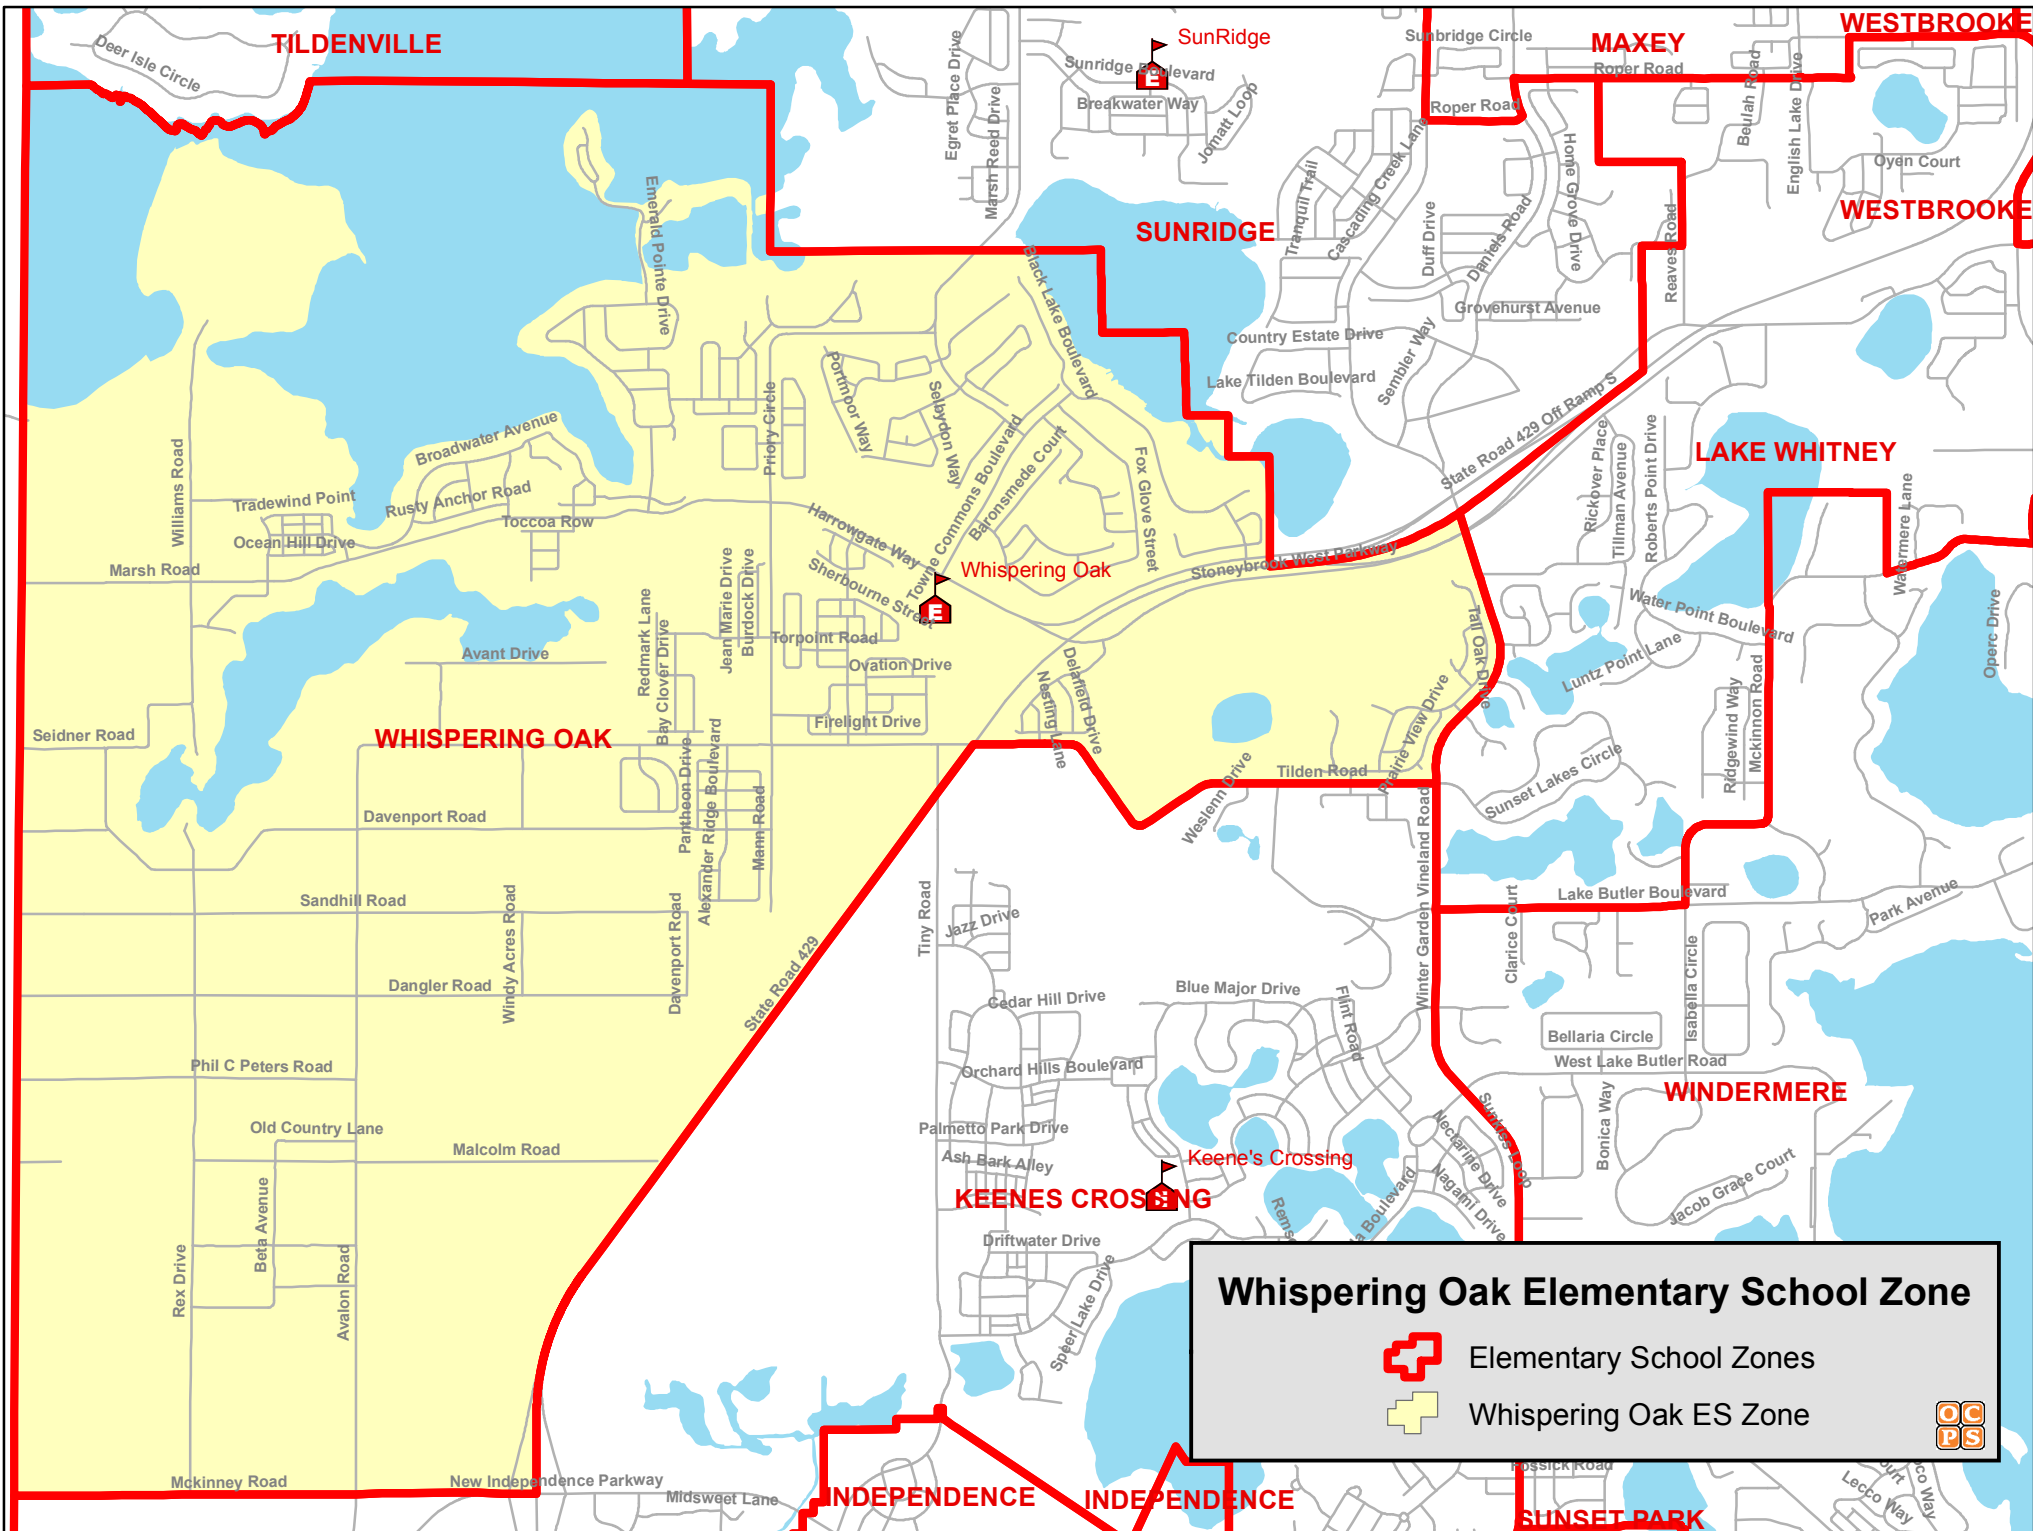 TILDENVILLE
SunRidge
MAXEY
WESTBROOKE
Deer Isle Circle
Egret Place Drive
Sunridge Boulevard
Sunbridge Circle
Roper Road
Breakwater Way
Jomatt Loop
Roper Road
Beulah Road
English Lake Drive
Marsh Reed Drive
Cascading Creek Lane
Home Grove Drive
Oyen Court
Tranquil Trail
Emerald Pointe Drive
SUNRIDGE
WESTBROOKE
Duff Drive
Daniels Road
Reaves Road
Black Lake Boulevard
Grovehurst Avenue
Country Estate Drive
Sembler Way
Lake Tilden Boulevard
Portmoor Way
Selbydon Way
Priory Circle
State Road 429 Off Ramp S
Broadwater Avenue
Williams Road
Towne Commons Boulevard
Baronsmede Court
Fox Glove Street
LAKE WHITNEY
Rickover Place
Tillman Avenue
Roberts Point Drive
Watermere Lane
Tradewind Point
Rusty Anchor Road
Toccoa Row
Ocean Hill Drive
Harrowgate Way
Marsh Road
Sherbourne Street
Whispering Oak
E
E
Stoneybrook West Parkway
Jean Marie Drive
Burdock Drive
Redmark Lane
Bay Clover Drive
Torpoint Road
Tall Oak Drive
Water Point Boulevard
Operc Drive
Avant Drive
Ovation Drive
Delafield Drive
Nesting Lane
Luntz Point Lane
Mckinnon Road
Ridgewind Way
Seidner Road
WHISPERING OAK
Firelight Drive
Prairie View Drive
Pantheon Drive
Alexander Ridge Boulevard
Mann Road
Tilden Road
Weslenn Drive
Sunset Lakes Circle
Davenport Road
Winter Garden Vineland Road
Sandhill Road
Windy Acres Road
Davenport Road
Tiny Road
Jazz Drive
Clarice Court
Lake Butler Boulevard
Park Avenue
State Road 429
Dangler Road
Cedar Hill Drive
Blue Major Drive
Flint Road
Isabella Circle
Bellaria Circle
Phil C Peters Road
Orchard Hills Boulevard
West Lake Butler Road
WINDERMERE
Old Country Lane
Palmetto Park Drive
Sunkiss Loop
Nectarine Drive
Bonica Way
Malcolm Road
Ash Bark Alley
Keene's Crossing
Nagami Drive
Jacob Grace Court
KEENES CROSSING
Beta Avenue
Rex Drive
Avalon Road
Driftwater Drive
Speer Lake Drive
Whispering Oak Elementary School Zone
Elementary School Zones
Whispering Oak ES Zone
OCPS
Mckinney Road
New Independence Parkway
Midsweet Lane
INDEPENDENCE
INDEPENDENCE
SUNSET PARK
Lecco Way